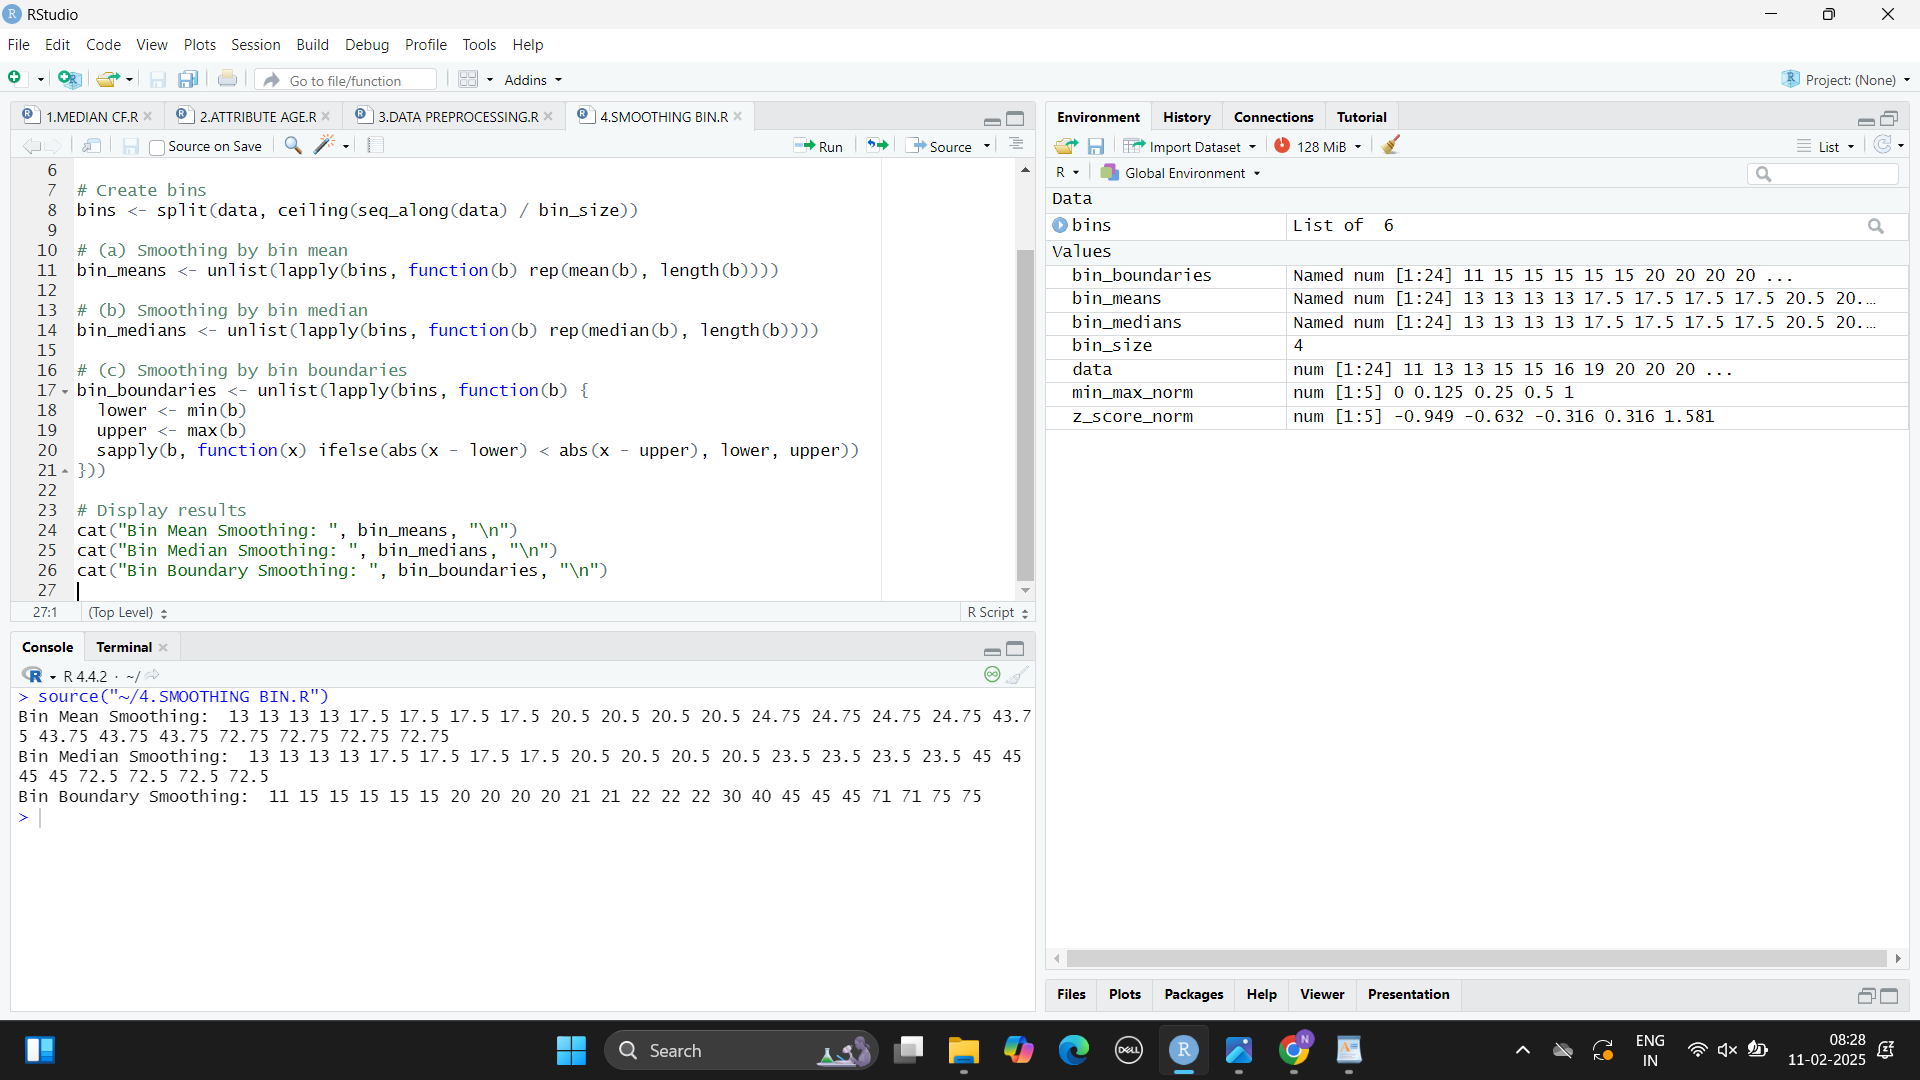 RStudio
File Edit Code View Plots Session Build Debug Profile Tools Help
Go to file/function Addins Project: (None)
1.MEDIAN CF.R 2.ATTRIBUTE AGE.R 3.DATA PREPROCESSING.R 4.SMOOTHING BIN.R
Source on Save Run Source
6
7 # Create bins
8 bins <- split(data, ceiling(seq_along(data) / bin_size))
9
10 # (a) Smoothing by bin mean
11 bin_means <- unlist(lapply(bins, function(b) rep(mean(b), length(b))))
12
13 # (b) Smoothing by bin median
14 bin_medians <- unlist(lapply(bins, function(b) rep(median(b), length(b))))
15
16 # (c) Smoothing by bin boundaries
17 bin_boundaries <- unlist(lapply(bins, function(b) {
18 lower <- min(b)
19 upper <- max(b)
20 sapply(b, function(x) ifelse(abs(x - lower) < abs(x - upper), lower, upper))
21 }))
22
23 # Display results
24 cat("Bin Mean Smoothing: ", bin_means, "\n")
25 cat("Bin Median Smoothing: ", bin_medians, "\n")
26 cat("Bin Boundary Smoothing: ", bin_boundaries, "\n")
27
27:1 (Top Level) R Script
Console Terminal
R R 4.4.2 · ~/
> source("~/4.SMOOTHING BIN.R")
Bin Mean Smoothing:  13 13 13 13 17.5 17.5 17.5 17.5 20.5 20.5 20.5 20.5 24.75 24.75 24.75 24.75 43.7
5 43.75 43.75 43.75 72.75 72.75 72.75 72.75
Bin Median Smoothing:  13 13 13 13 17.5 17.5 17.5 17.5 20.5 20.5 20.5 20.5 23.5 23.5 23.5 23.5 45 45
45 45 72.5 72.5 72.5 72.5
Bin Boundary Smoothing:  11 15 15 15 15 15 20 20 20 20 21 21 22 22 22 30 40 45 45 45 71 71 75 75
>
Environment History Connections Tutorial
Import Dataset 128 MiB List
R Global Environment
Data
bins List of 6
Values
bin_boundaries Named num [1:24] 11 15 15 15 15 15 20 20 20 20 ...
bin_means Named num [1:24] 13 13 13 13 17.5 17.5 17.5 17.5 20.5 20....
bin_medians Named num [1:24] 13 13 13 13 17.5 17.5 17.5 17.5 20.5 20....
bin_size 4
data num [1:24] 11 13 13 15 15 16 19 20 20 20 ...
min_max_norm num [1:5] 0 0.125 0.25 0.5 1
z_score_norm num [1:5] -0.949 -0.632 -0.316 0.316 1.581
Files Plots Packages Help Viewer Presentation
Search DELL R N ENG IN 08:28 11-02-2025